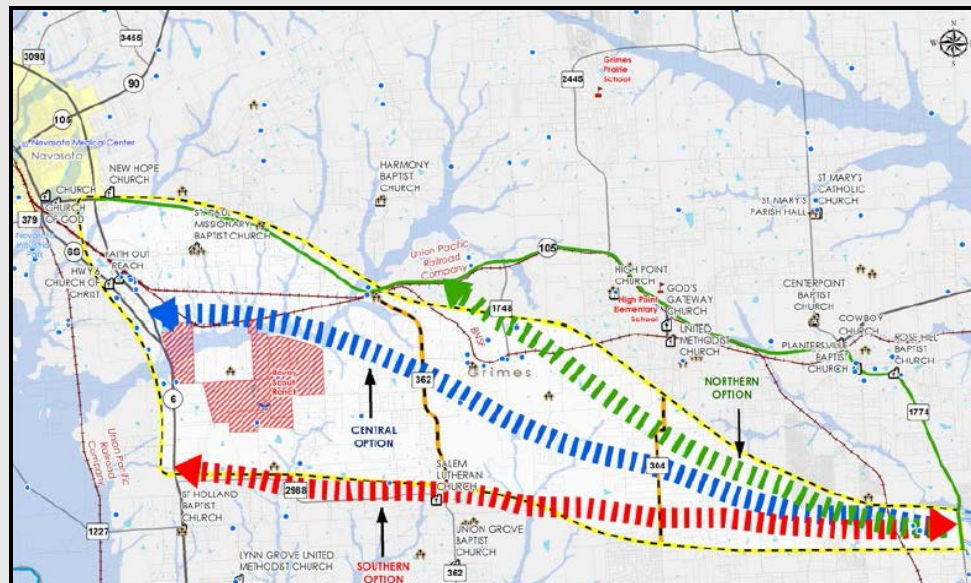 3455
3090
90
N
W
S
2445
Grimes
Prairie
School
105
Navasota Medical Center
Navasota
NEW HOPE
CHURCH
HARMONY
BAPTIST
CHURCH
ST MARY'S
CATHOLIC
CHURCH
ST MARY'S
PARISH HALL
CHURCH
CHURCH
OF GOD
379
ST PAUL
MISSIONARY
BAPTIST CHURCH
Union Pacific
Railroad
Company
105
6S
FAITH OUT
REACH
HWY 6
CHURCH OF
CHRIST
HIGH POINT
CHURCH
High Point
Elementary
School
GOD'S
GATEWAY
CHURCH
UNITED
METHODIST
CHURCH
CENTERPOINT
BAPTIST
CHURCH
COWBOY
CHURCH
PLANTERSVILLE
BAPTIST
CHURCH
ROSE HILL
BAPTIST
CHURCH
1748
BNSF
Grimes
362
Scout
Ranch
6
CENTRAL
OPTION
NORTHERN
OPTION
1774
Union Pacific
Railroad
Company
304
SALEM
LUTHERAN
CHURCH
2988
ST HOLLAND
BAPTIST
CHURCH
1227
UNION GROVE
BAPTIST
CHURCH
LYNN GROVE UNITED
METHODIST CHURCH
SOUTHERN
OPTION
362